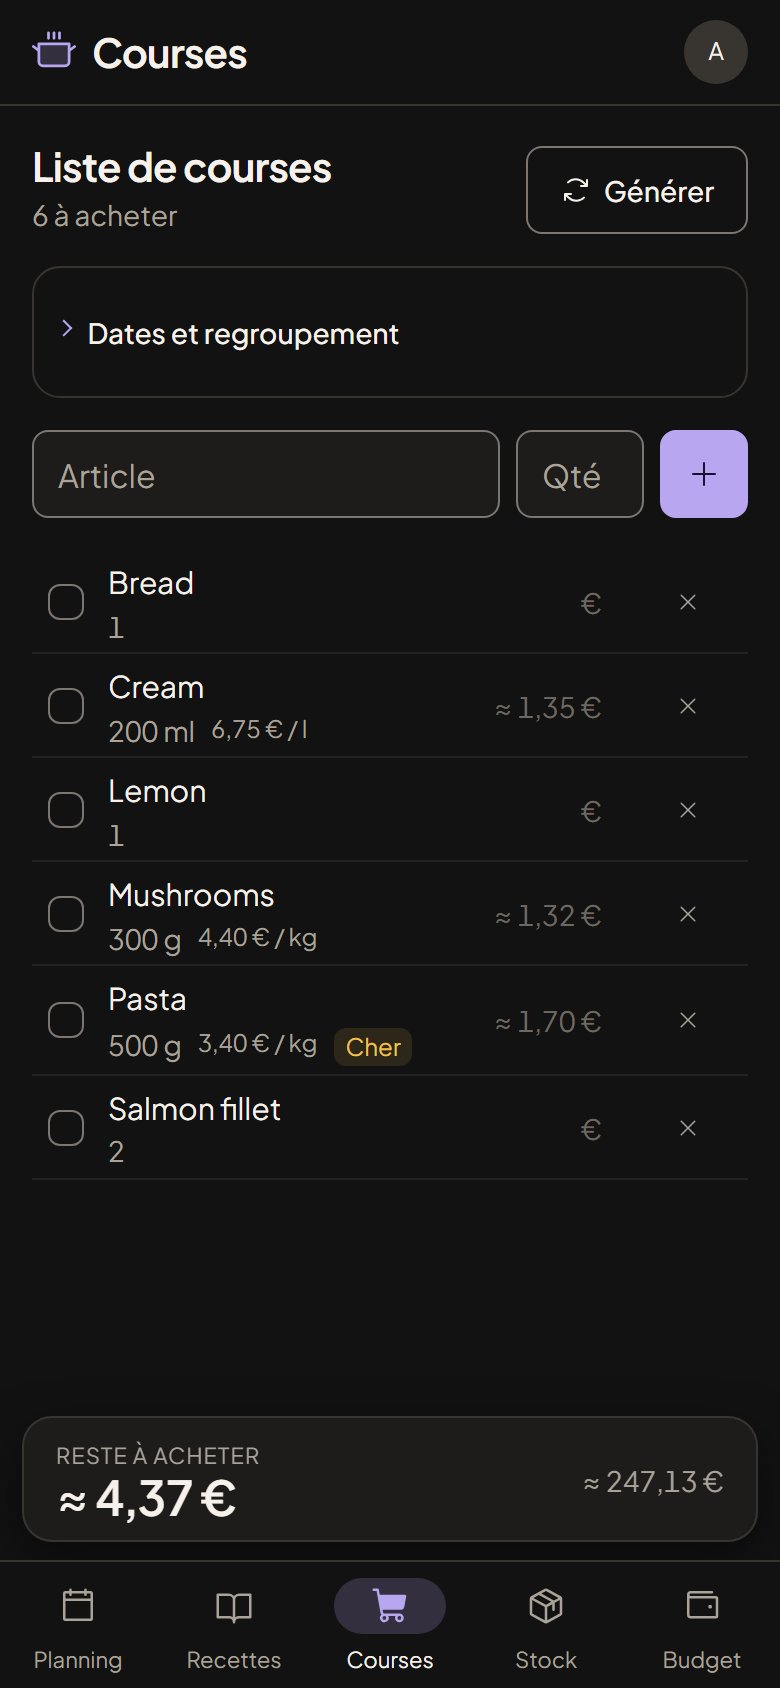 Courses
A
Liste de courses
6 à acheter
Générer
Dates et regroupement
Article
Qté
Bread
1
€
Cream
200 ml 6,75 € / l
≈ 1,35 €
Lemon
1
€
Mushrooms
300 g 4,40 € / kg
≈ 1,32 €
Pasta
500 g 3,40 € / kg Cher
≈ 1,70 €
Salmon fillet
2
€
RESTE À ACHETER
≈ 4,37 €
≈ 247,13 €
Planning
Recettes
Courses
Stock
Budget